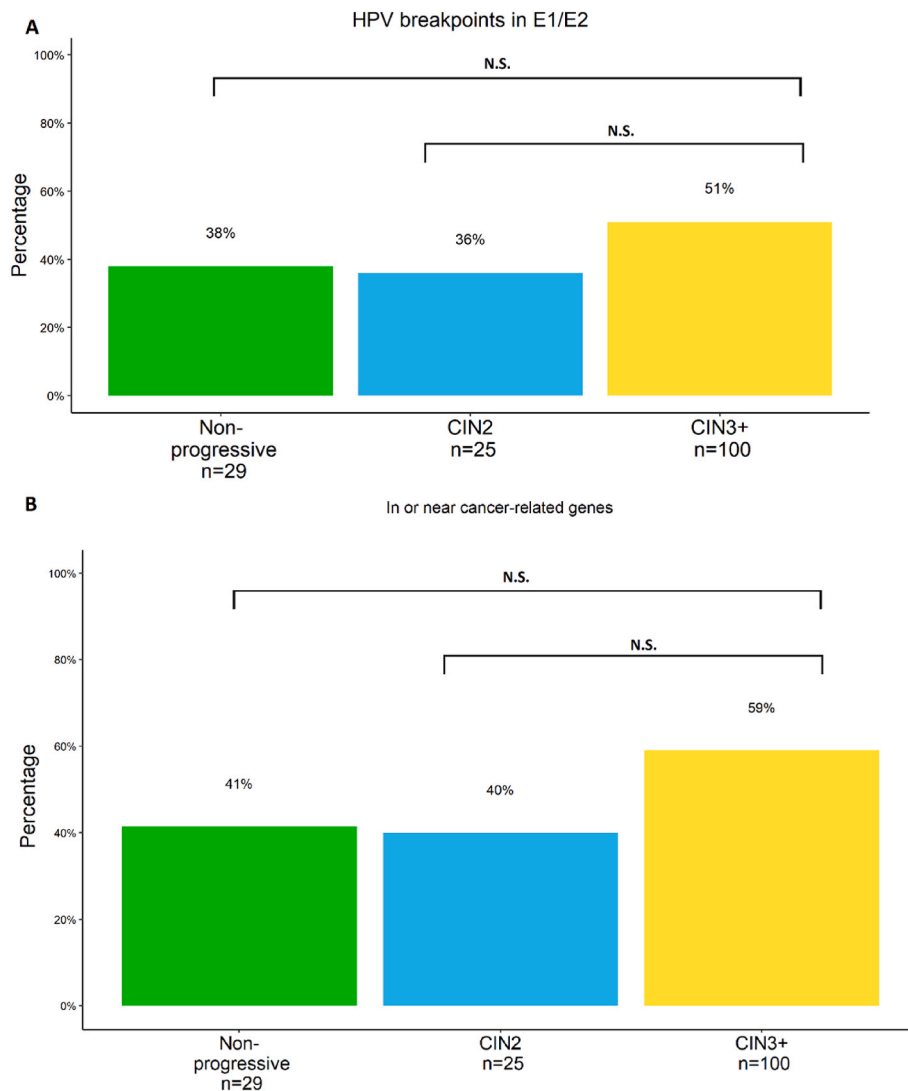 A
HPV breakpoints in E1/E2
100%
80%
60%
40%
20%
0%
Percentage
N.S.
N.S.
38%
36%
51%
Non-
progressive
n=29
CIN2
n=25
CIN3+
n=100
B
In or near cancer-related genes
100%
80%
60%
40%
20%
0%
Percentage
N.S.
N.S.
41%
40%
59%
Non-
progressive
n=29
CIN2
n=25
CIN3+
n=100